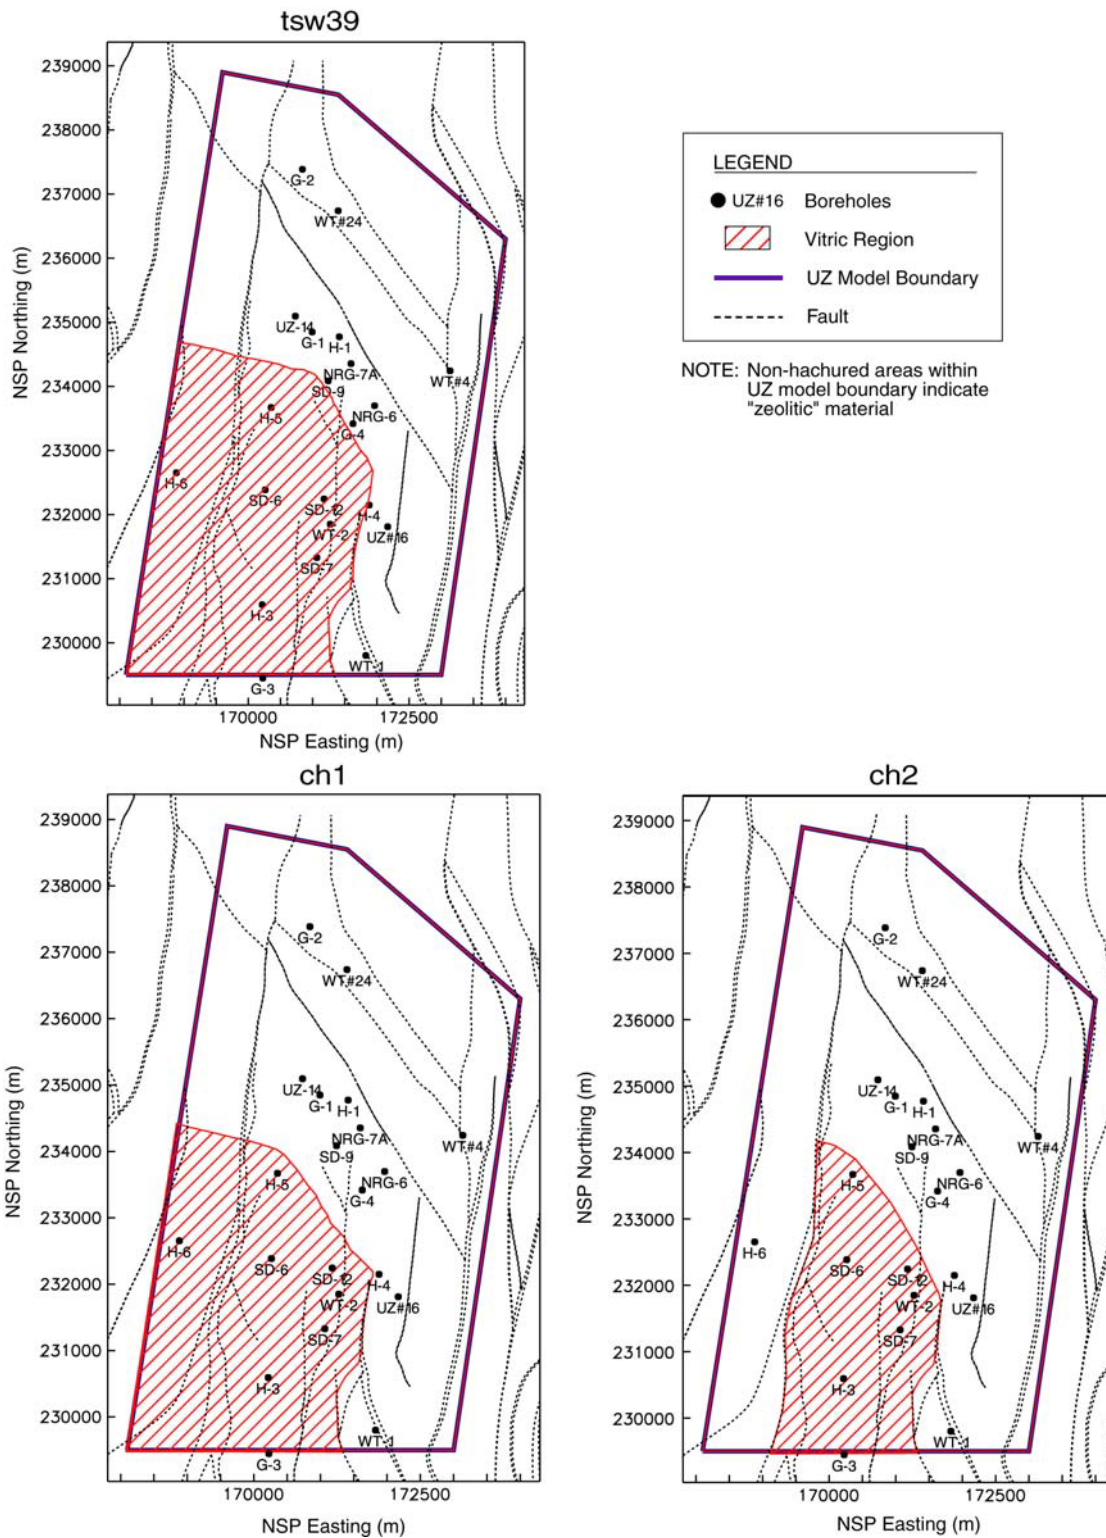 tsw39
239000
238000
237000
236000
235000
234000
233000
232000
231000
230000
NSP Northing (m)
G-2
WT#24
UZ-14
G-1
H-1
NRG-7A
SD-9
WT#4
H-5
NRG-6
G-4
H-6
SD-6
SD-12
H-4
WT-2
UZ#16
SD-7
H-3
WT-1
G-3
170000
172500
NSP Easting (m)
LEGEND
UZ#16 Boreholes
Vitric Region
UZ Model Boundary
Fault
NOTE: Non-hachured areas within
UZ model boundary indicate
"zeolitic" material
ch1
239000
238000
237000
236000
235000
234000
233000
232000
231000
230000
NSP Northing (m)
G-2
WT#24
UZ-14
G-1
H-1
NRG-7A
SD-9
WT#4
H-5
NRG-6
G-4
H-6
SD-6
SD-12
H-4
WT-2
UZ#16
SD-7
H-3
WT-1
G-3
170000
172500
NSP Easting (m)
ch2
239000
238000
237000
236000
235000
234000
233000
232000
231000
230000
NSP Northing (m)
G-2
WT#24
UZ-14
G-1
H-1
NRG-7A
SD-9
WT#4
H-5
NRG-6
G-4
H-6
SD-6
SD-12
H-4
WT-2
UZ#16
SD-7
H-3
WT-1
G-3
170000
172500
NSP Easting (m)